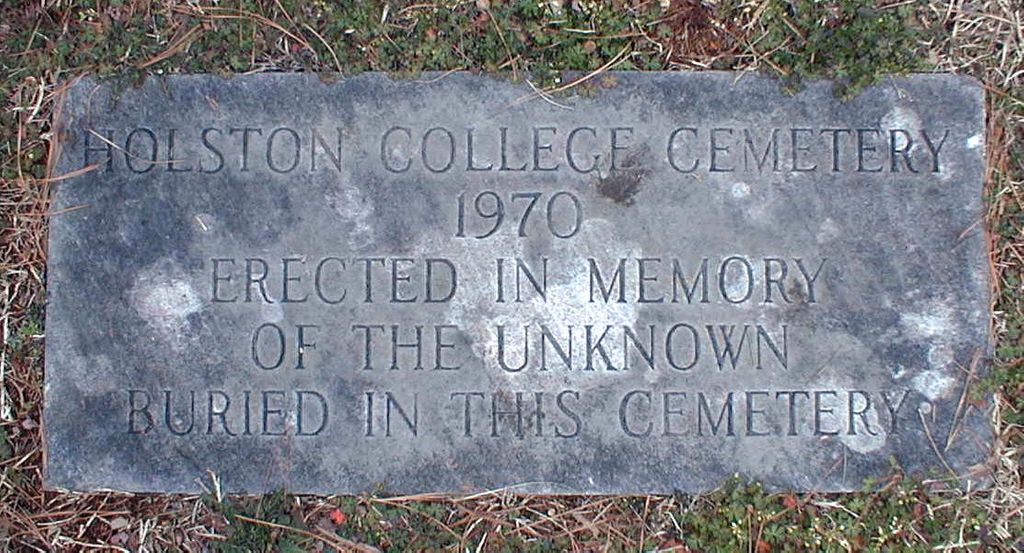 HOLSTON COLLEGE CEMETERY
1970
ERECTED IN MEMORY
OF THE UNKNOWN
BURIED IN THIS CEMETERY